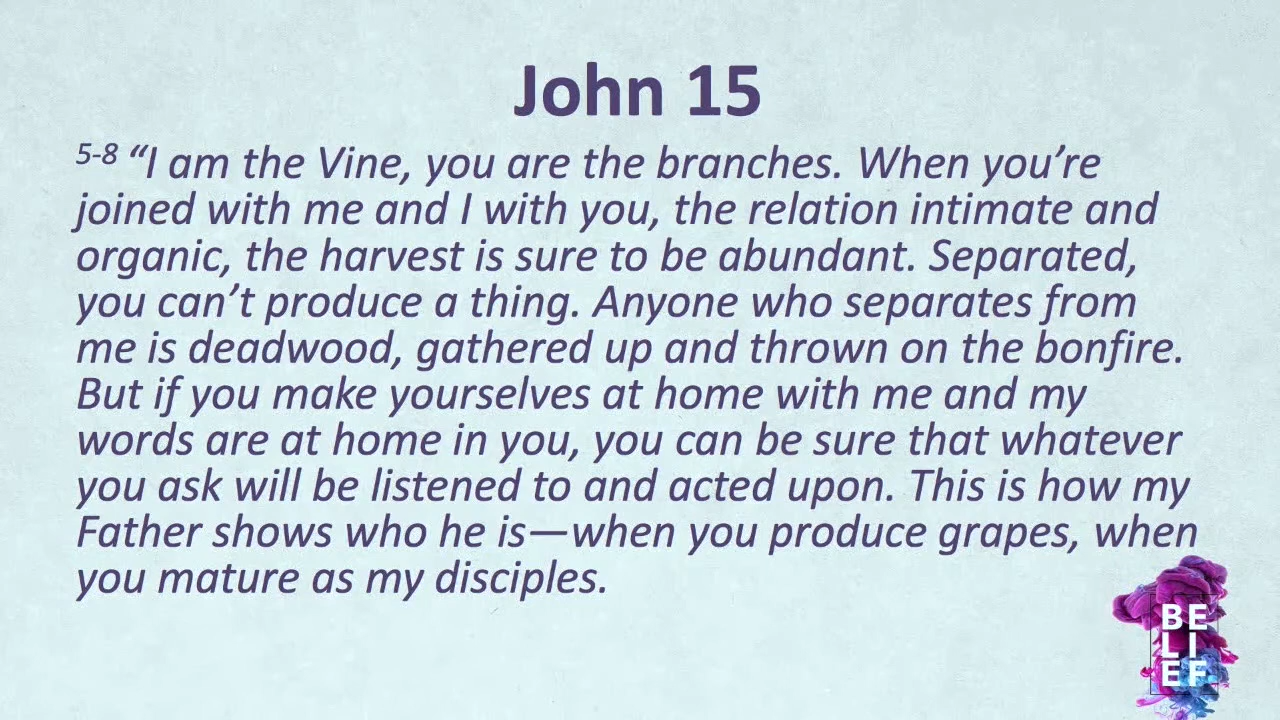 John 15
5-8 “I am the Vine, you are the branches. When you’re
joined with me and I with you, the relation intimate and
organic, the harvest is sure to be abundant. Separated,
you can’t produce a thing. Anyone who separates from
me is deadwood, gathered up and thrown on the bonfire.
But if you make yourselves at home with me and my
words are at home in you, you can be sure that whatever
you ask will be listened to and acted upon. This is how my
Father shows who he is—when you produce grapes, when
you mature as my disciples.
BE
LI
EF